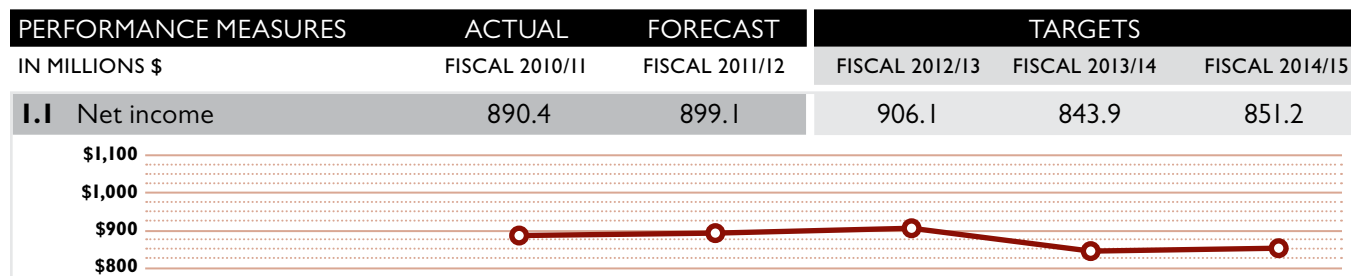 PERFORMANCE MEASURES ACTUAL FORECAST TARGETS
IN MILLIONS $ FISCAL 2010/11 FISCAL 2011/12 FISCAL 2012/13 FISCAL 2013/14 FISCAL 2014/15
1.1 Net income 890.4 899.1 906.1 843.9 851.2
$1,100
$1,000
$900
$800